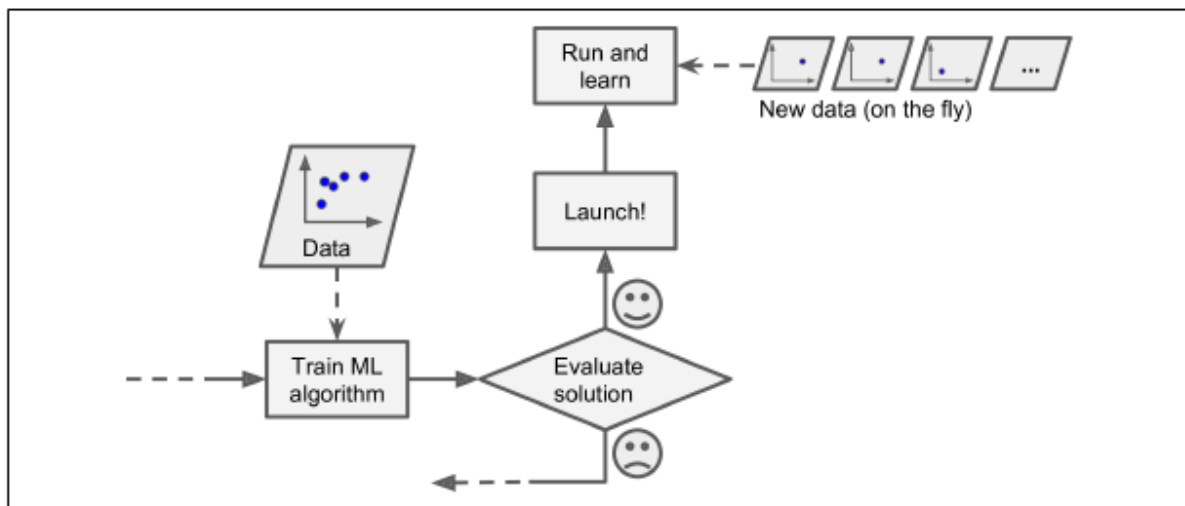 Run and
learn
...
New data (on the fly)
Launch!
Data
Train ML
algorithm
Evaluate
solution